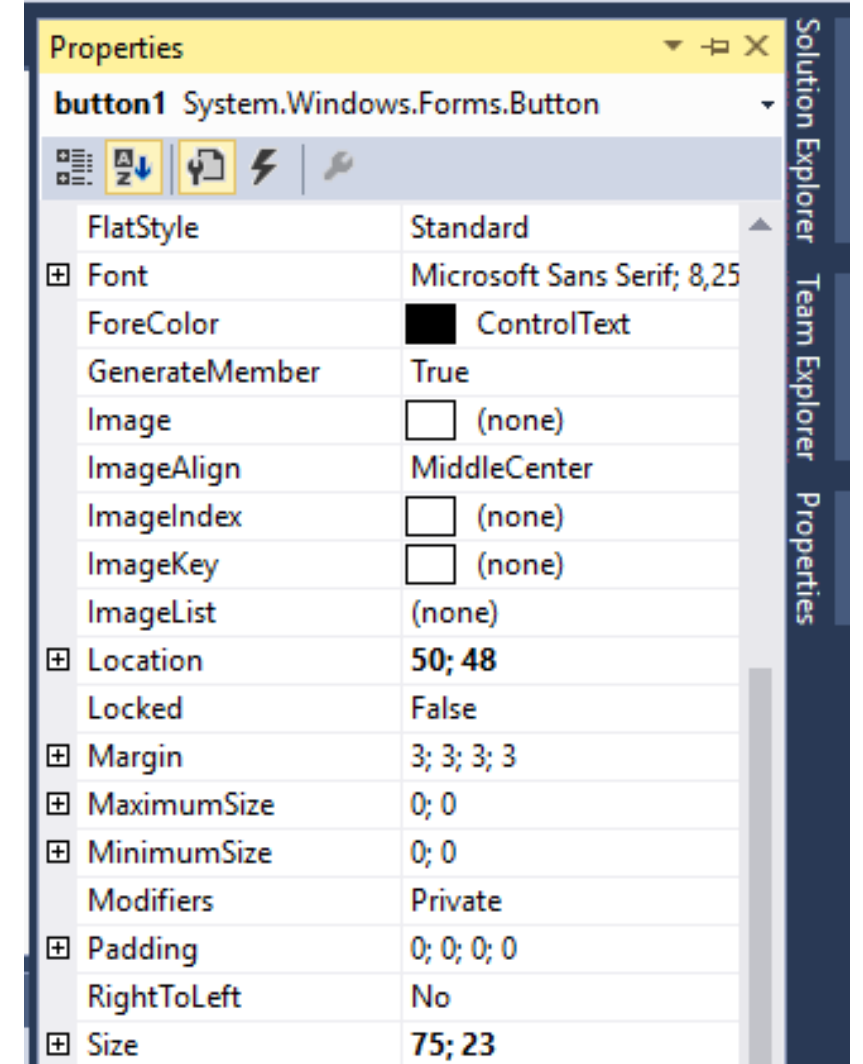 Properties
button1 System.Windows.Forms.Button
FlatStyle Standard
Font Microsoft Sans Serif; 8,25
ForeColor ControlText
GenerateMember True
Image (none)
ImageAlign MiddleCenter
ImageIndex (none)
ImageKey (none)
ImageList (none)
Location 50; 48
Locked False
Margin 3; 3; 3; 3
MaximumSize 0; 0
MinimumSize 0; 0
Modifiers Private
Padding 0; 0; 0; 0
RightToLeft No
Size 75; 23
Solution Explorer
Team Explorer
Properties